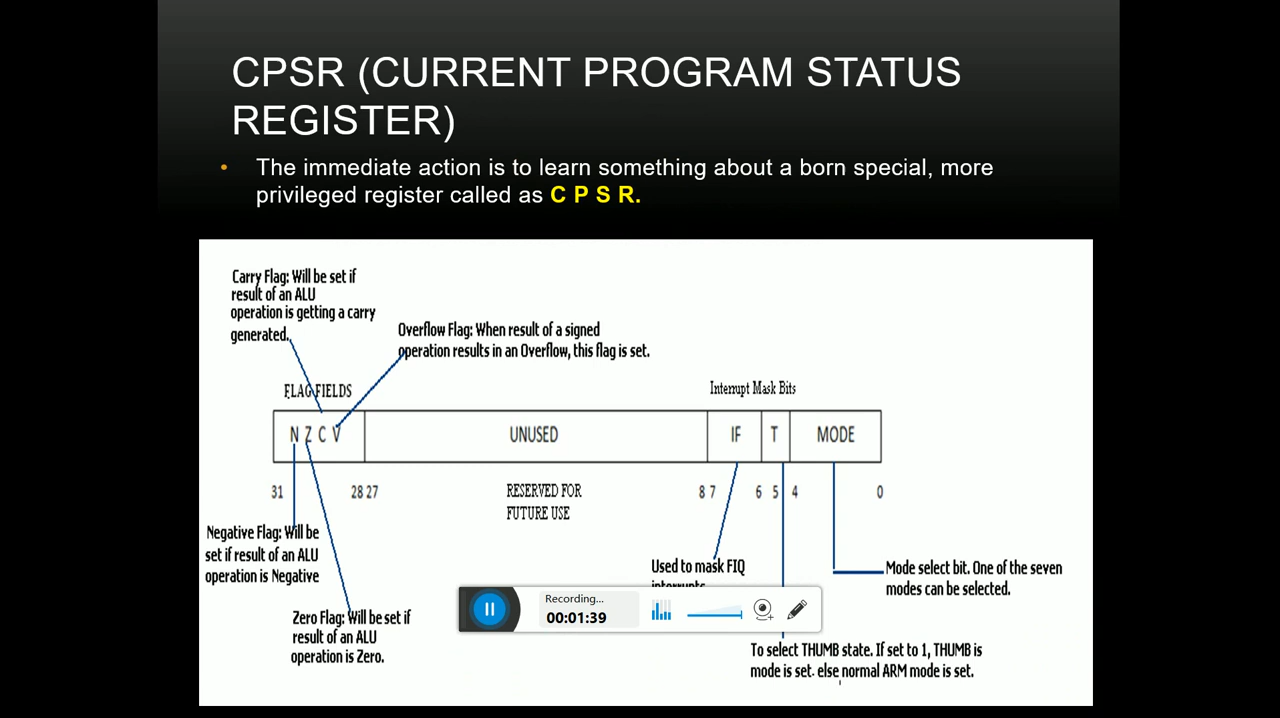 CPSR (CURRENT PROGRAM STATUS
REGISTER)
• The immediate action is to learn something about a born special, more
privileged register called as C P S R.
Carry Flag: Will be set if
result of an ALU
operation is getting a carry
generated.
Overflow Flag: When result of a signed
operation results in an Overflow, this flag is set.
FLAG FIELDS
Interrupt Mask Bits
N Z C V
UNUSED
IF
T
MODE
31
28 27
RESERVED FOR
FUTURE USE
8 7
6
5
4
0
Negative Flag: Will be
set if result of an ALU
operation is Negative
Used to mask FIQ
Mode select bit. One of the seven
modes can be selected.
Zero Flag: Will be set if
result of an ALU
operation is Zero.
Recording...
00:01:39
To select THUMB state. If set to 1, THUMB is
mode is set. else normal ARM mode is set.